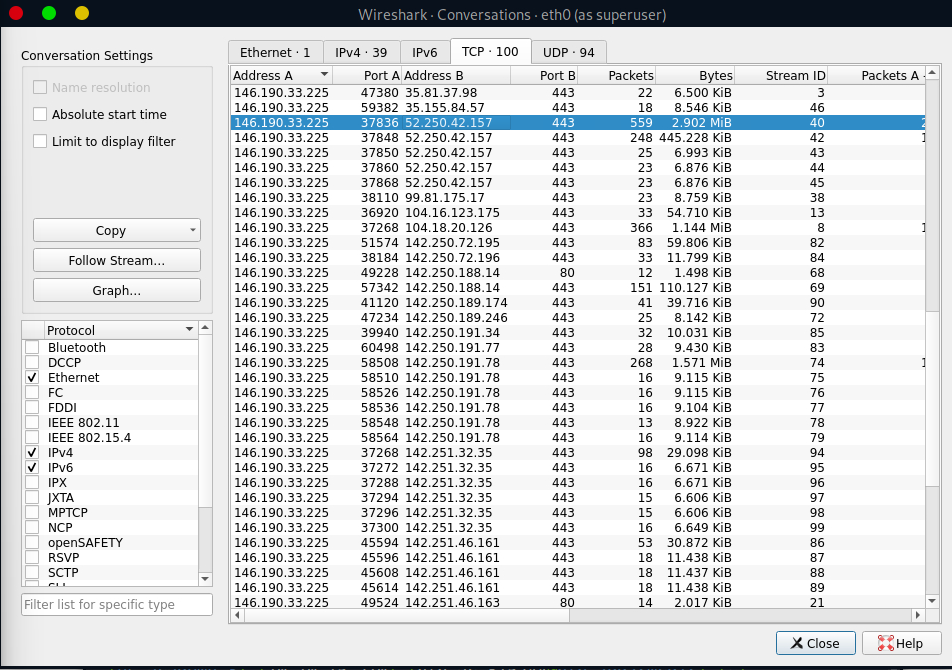 Wireshark · Conversations · eth0 (as superuser)
Conversation Settings
Name resolution
Absolute start time
Limit to display filter
Copy
Follow Stream...
Graph...
Protocol
Bluetooth
DCCP
Ethernet
FC
FDDI
IEEE 802.11
IEEE 802.15.4
IPv4
IPv6
IPX
JXTA
MPTCP
NCP
openSAFETY
RSVP
SCTP
Filter list for specific type
Ethernet · 1 IPv4 · 39 IPv6 TCP · 100 UDP · 94
Address A Port A Address B Port B Packets Bytes Stream ID Packets A
146.190.33.225 47380 35.81.37.98 443 22 6.500 KiB 3
146.190.33.225 59382 35.155.84.57 443 18 8.546 KiB 46
146.190.33.225 37836 52.250.42.157 443 559 2.902 MiB 40 2
146.190.33.225 37848 52.250.42.157 443 248 445.228 KiB 42 1
146.190.33.225 37850 52.250.42.157 443 25 6.993 KiB 43
146.190.33.225 37860 52.250.42.157 443 23 6.876 KiB 44
146.190.33.225 37868 52.250.42.157 443 23 6.876 KiB 45
146.190.33.225 38110 99.81.175.17 443 23 8.759 KiB 38
146.190.33.225 36920 104.16.123.175 443 33 54.710 KiB 13
146.190.33.225 37268 104.18.20.126 443 366 1.144 MiB 8 1
146.190.33.225 51574 142.250.72.195 443 83 59.806 KiB 82
146.190.33.225 38184 142.250.72.196 443 33 11.799 KiB 84
146.190.33.225 49228 142.250.188.14 80 12 1.498 KiB 68
146.190.33.225 57342 142.250.188.14 443 151 110.127 KiB 69
146.190.33.225 41120 142.250.189.174 443 41 39.716 KiB 90
146.190.33.225 47234 142.250.189.246 443 25 8.142 KiB 72
146.190.33.225 39940 142.250.191.34 443 32 10.031 KiB 85
146.190.33.225 60498 142.250.191.77 443 28 9.430 KiB 83
146.190.33.225 58508 142.250.191.78 443 268 1.571 MiB 74 1
146.190.33.225 58510 142.250.191.78 443 16 9.115 KiB 75
146.190.33.225 58526 142.250.191.78 443 16 9.115 KiB 76
146.190.33.225 58536 142.250.191.78 443 16 9.104 KiB 77
146.190.33.225 58548 142.250.191.78 443 13 8.922 KiB 78
146.190.33.225 58564 142.250.191.78 443 16 9.114 KiB 79
146.190.33.225 37268 142.251.32.35 443 98 29.098 KiB 94
146.190.33.225 37272 142.251.32.35 443 16 6.671 KiB 95
146.190.33.225 37288 142.251.32.35 443 16 6.671 KiB 96
146.190.33.225 37294 142.251.32.35 443 15 6.606 KiB 97
146.190.33.225 37296 142.251.32.35 443 15 6.606 KiB 98
146.190.33.225 37300 142.251.32.35 443 16 6.649 KiB 99
146.190.33.225 45594 142.251.46.161 443 53 30.872 KiB 86
146.190.33.225 45596 142.251.46.161 443 18 11.438 KiB 87
146.190.33.225 45608 142.251.46.161 443 18 11.437 KiB 88
146.190.33.225 45614 142.251.46.161 443 18 11.438 KiB 89
146.190.33.225 49524 142.251.46.163 80 14 2.017 KiB 21
Close
Help